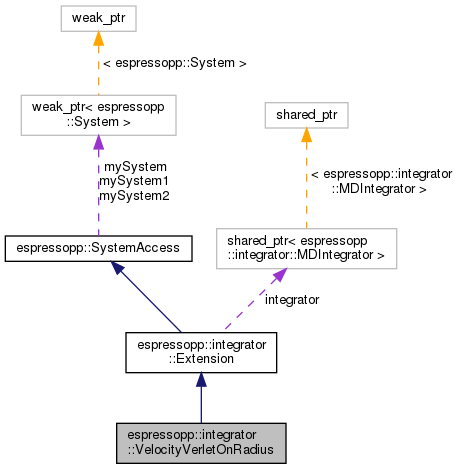 weak_ptr
< espressopp::System >
weak_ptr< espressopp
::System >
shared_ptr
mySystem
mySystem1
mySystem2
< espressopp::integrator
::MDIntegrator >
espressopp::SystemAccess
shared_ptr< espressopp
::integrator::MDIntegrator >
integrator
espressopp::integrator
::Extension
espressopp::integrator
::VelocityVerletOnRadius